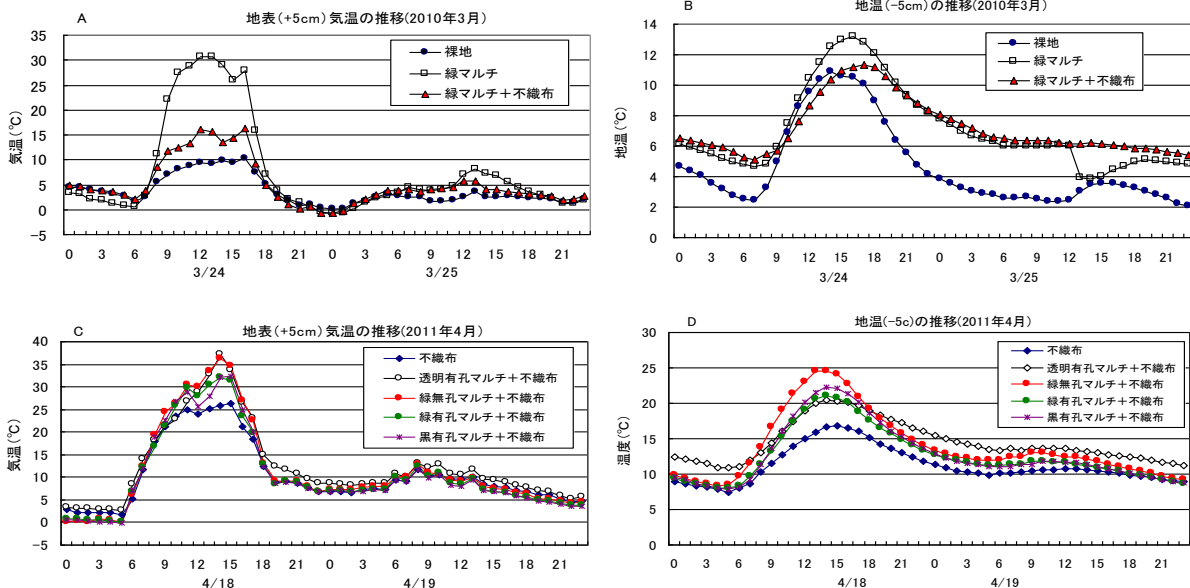 A 地表(+5cm)気温の推移(2010年3月)
気温(℃)
35
30
25
20
15
10
5
0
-5
裸地
緑マルチ
緑マルチ+不織布
0 3 6 9 12 15 18 21 0 3 6 9 12 15 18 21
3/24 3/25
B 地温(-5cm)の推移(2010年3月)
地温(℃)
14
12
10
8
6
4
2
0
裸地
緑マルチ
緑マルチ+不織布
0 3 6 9 12 15 18 21 0 3 6 9 12 15 18 21
3/24 3/25
C 地表(+5cm)気温の推移(2011年4月)
気温(℃)
40
35
30
25
20
15
10
5
0
-5
不織布
透明有孔マルチ+不織布
緑無孔マルチ+不織布
緑有孔マルチ+不織布
黒有孔マルチ+不織布
0 3 6 9 12 15 18 21 0 3 6 9 12 15 18 21
4/18 4/19
D 地温(-5c)の推移(2011年4月)
温度(℃)
30
25
20
15
10
5
0
不織布
透明有孔マルチ+不織布
緑無孔マルチ+不織布
緑有孔マルチ+不織布
黒有孔マルチ+不織布
0 3 6 9 12 15 18 21 0 3 6 9 12 15 18 21
4/18 4/19